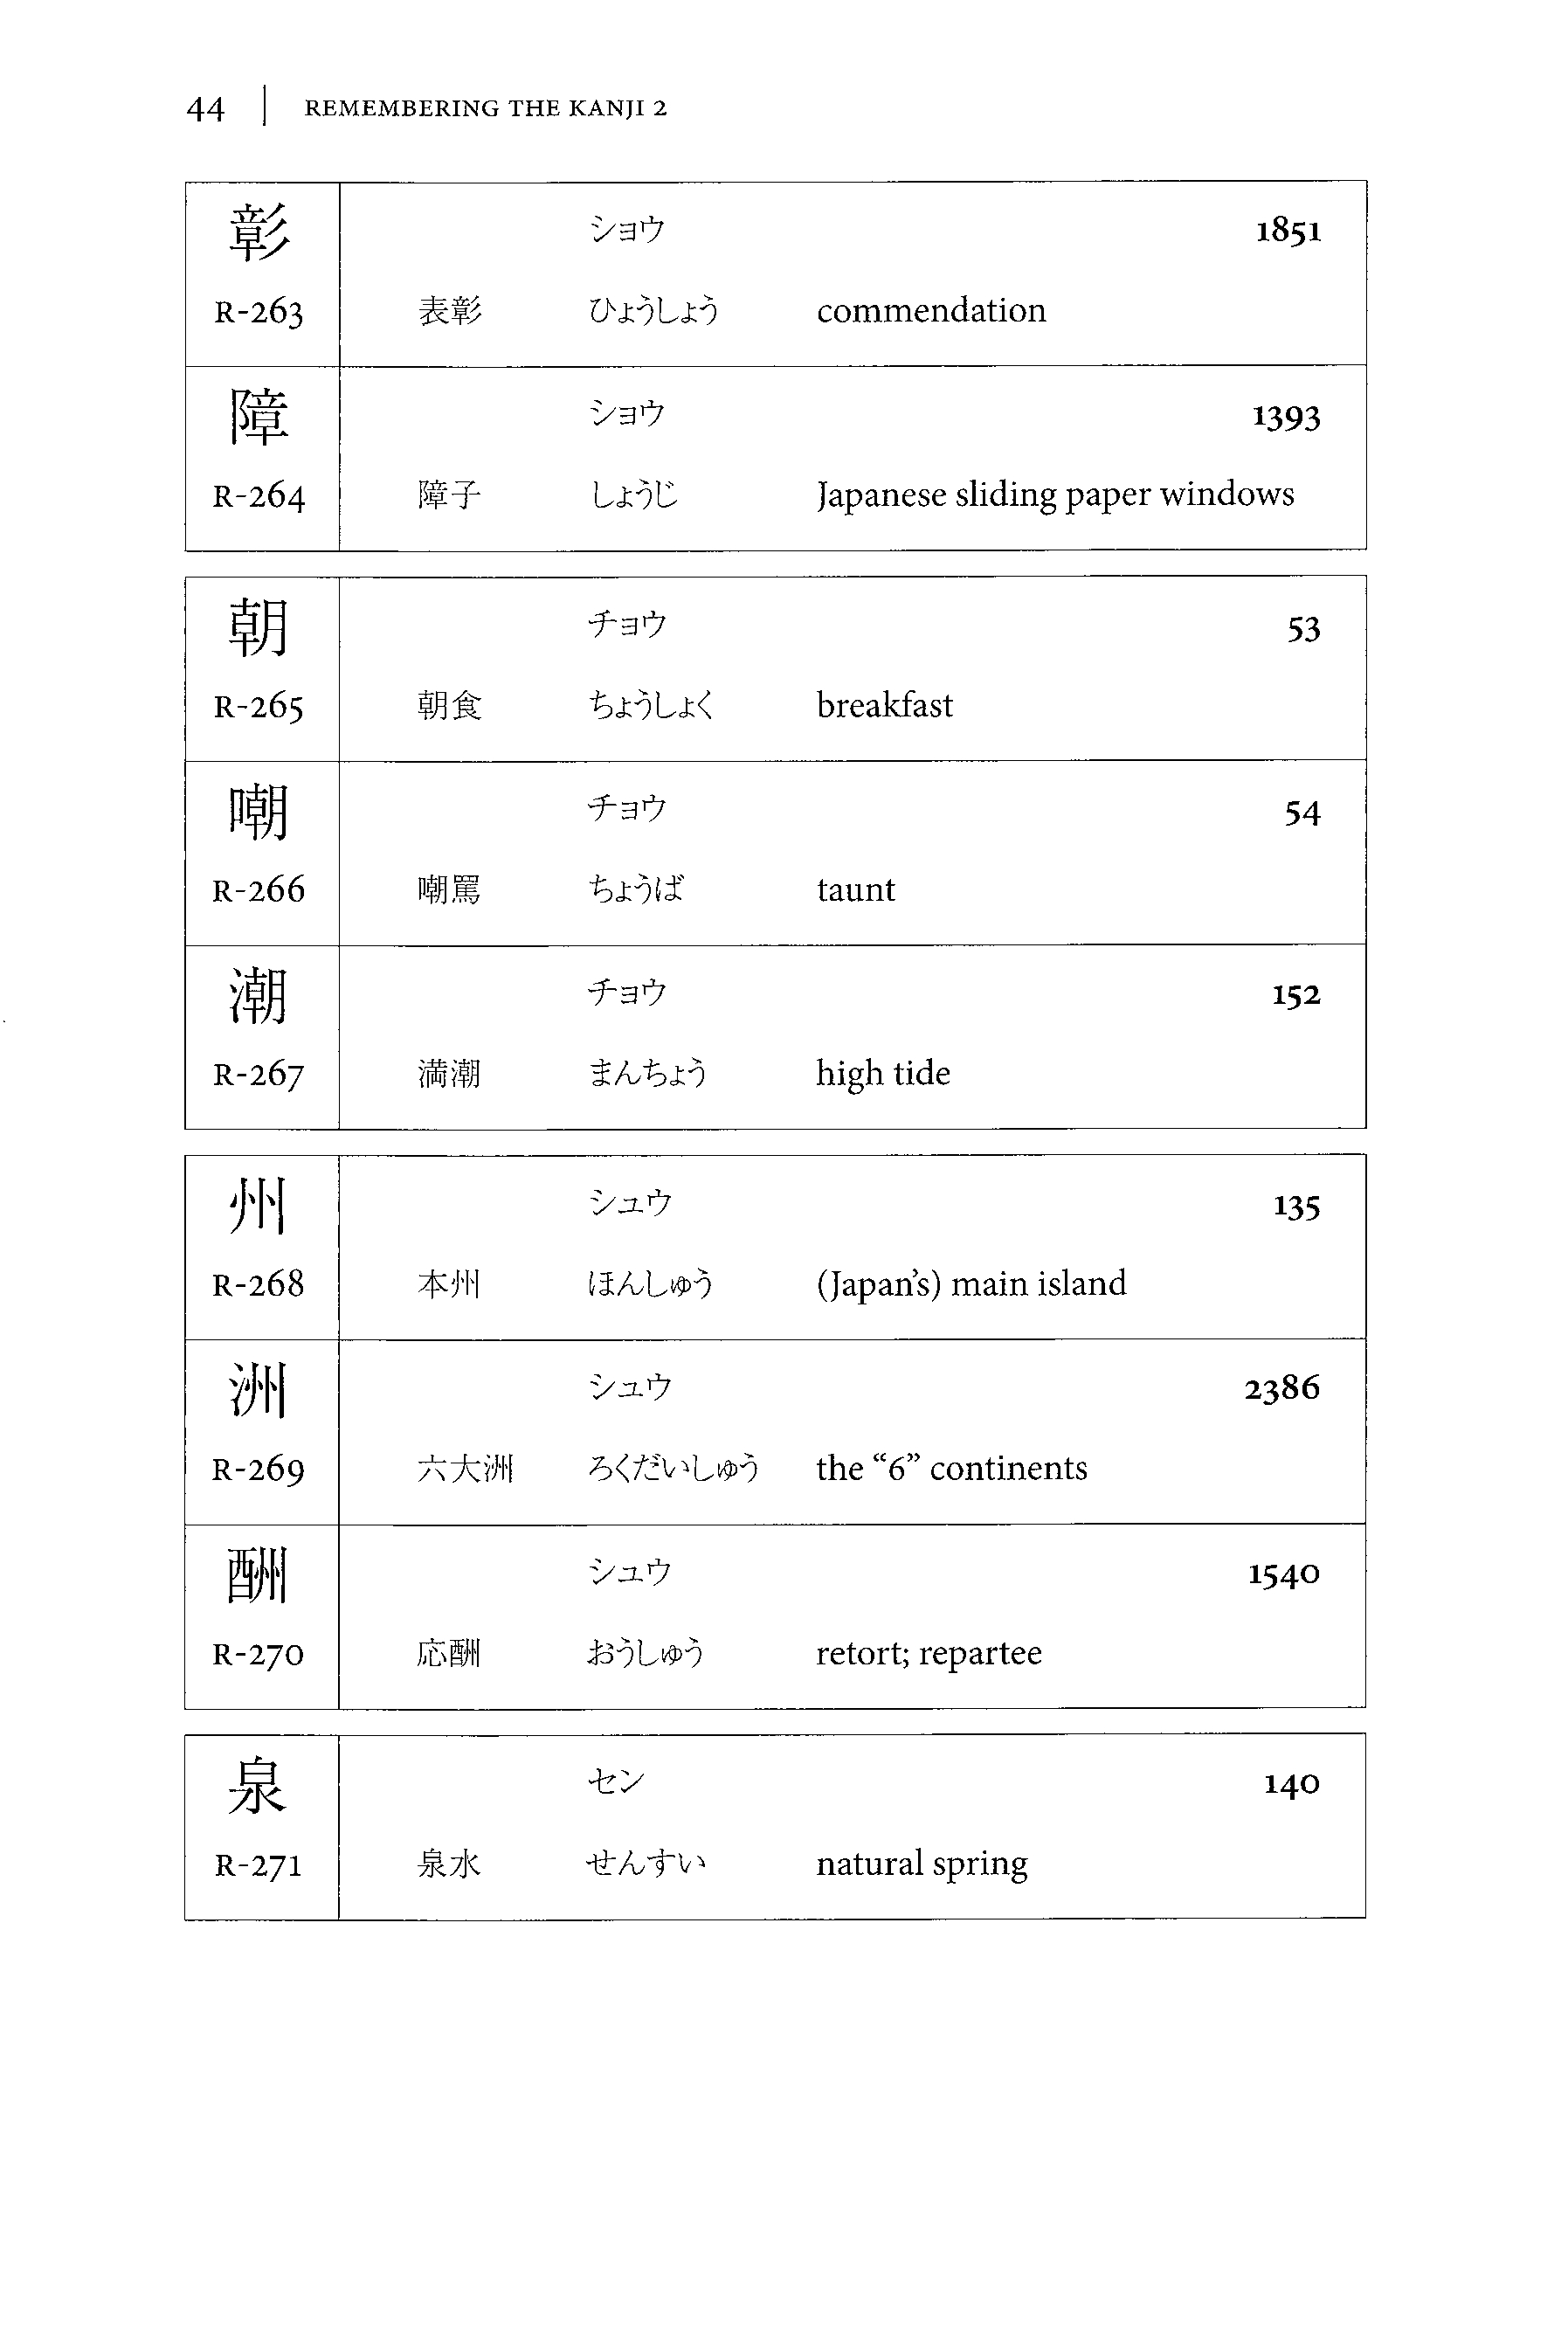 44 | REMEMBERING THE KANJI 2
彰 ショウ 1851
R-263 表彰 ひょうしょう commendation
障 ショウ 1393
R-264 障子 しょうじ Japanese sliding paper windows
朝 チョウ 53
R-265 朝食 ちょうしょく breakfast
嘲 チョウ 54
R-266 嘲罵 ちょうば taunt
潮 チョウ 152
R-267 満潮 まんちょう high tide
州 シュウ 135
R-268 本州 ほんしゅう (Japan's) main island
洲 シュウ 2386
R-269 六大洲 ろくだいしゅう the “6” continents
酬 シュウ 1540
R-270 応酬 おうしゅう retort; repartee
泉 セン 140
R-271 泉水 せんすい natural spring